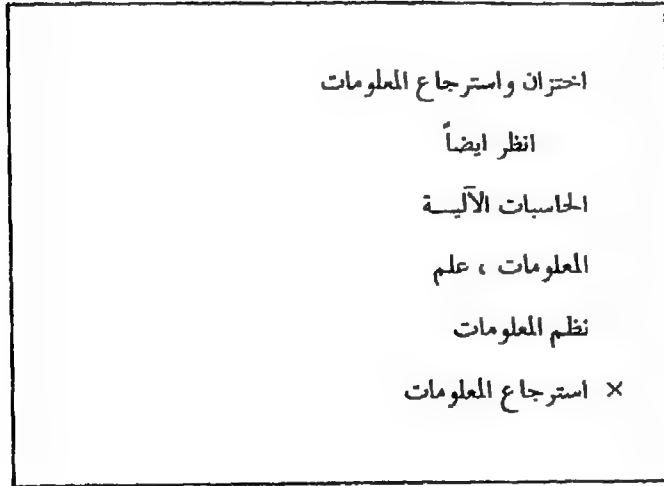 اختزان واسترجاع المعلومات
انظر ايضاً
الحاسبات الآليـــة
المعلومات ، علم
نظم المعلومات
× استرجاع المعلومات